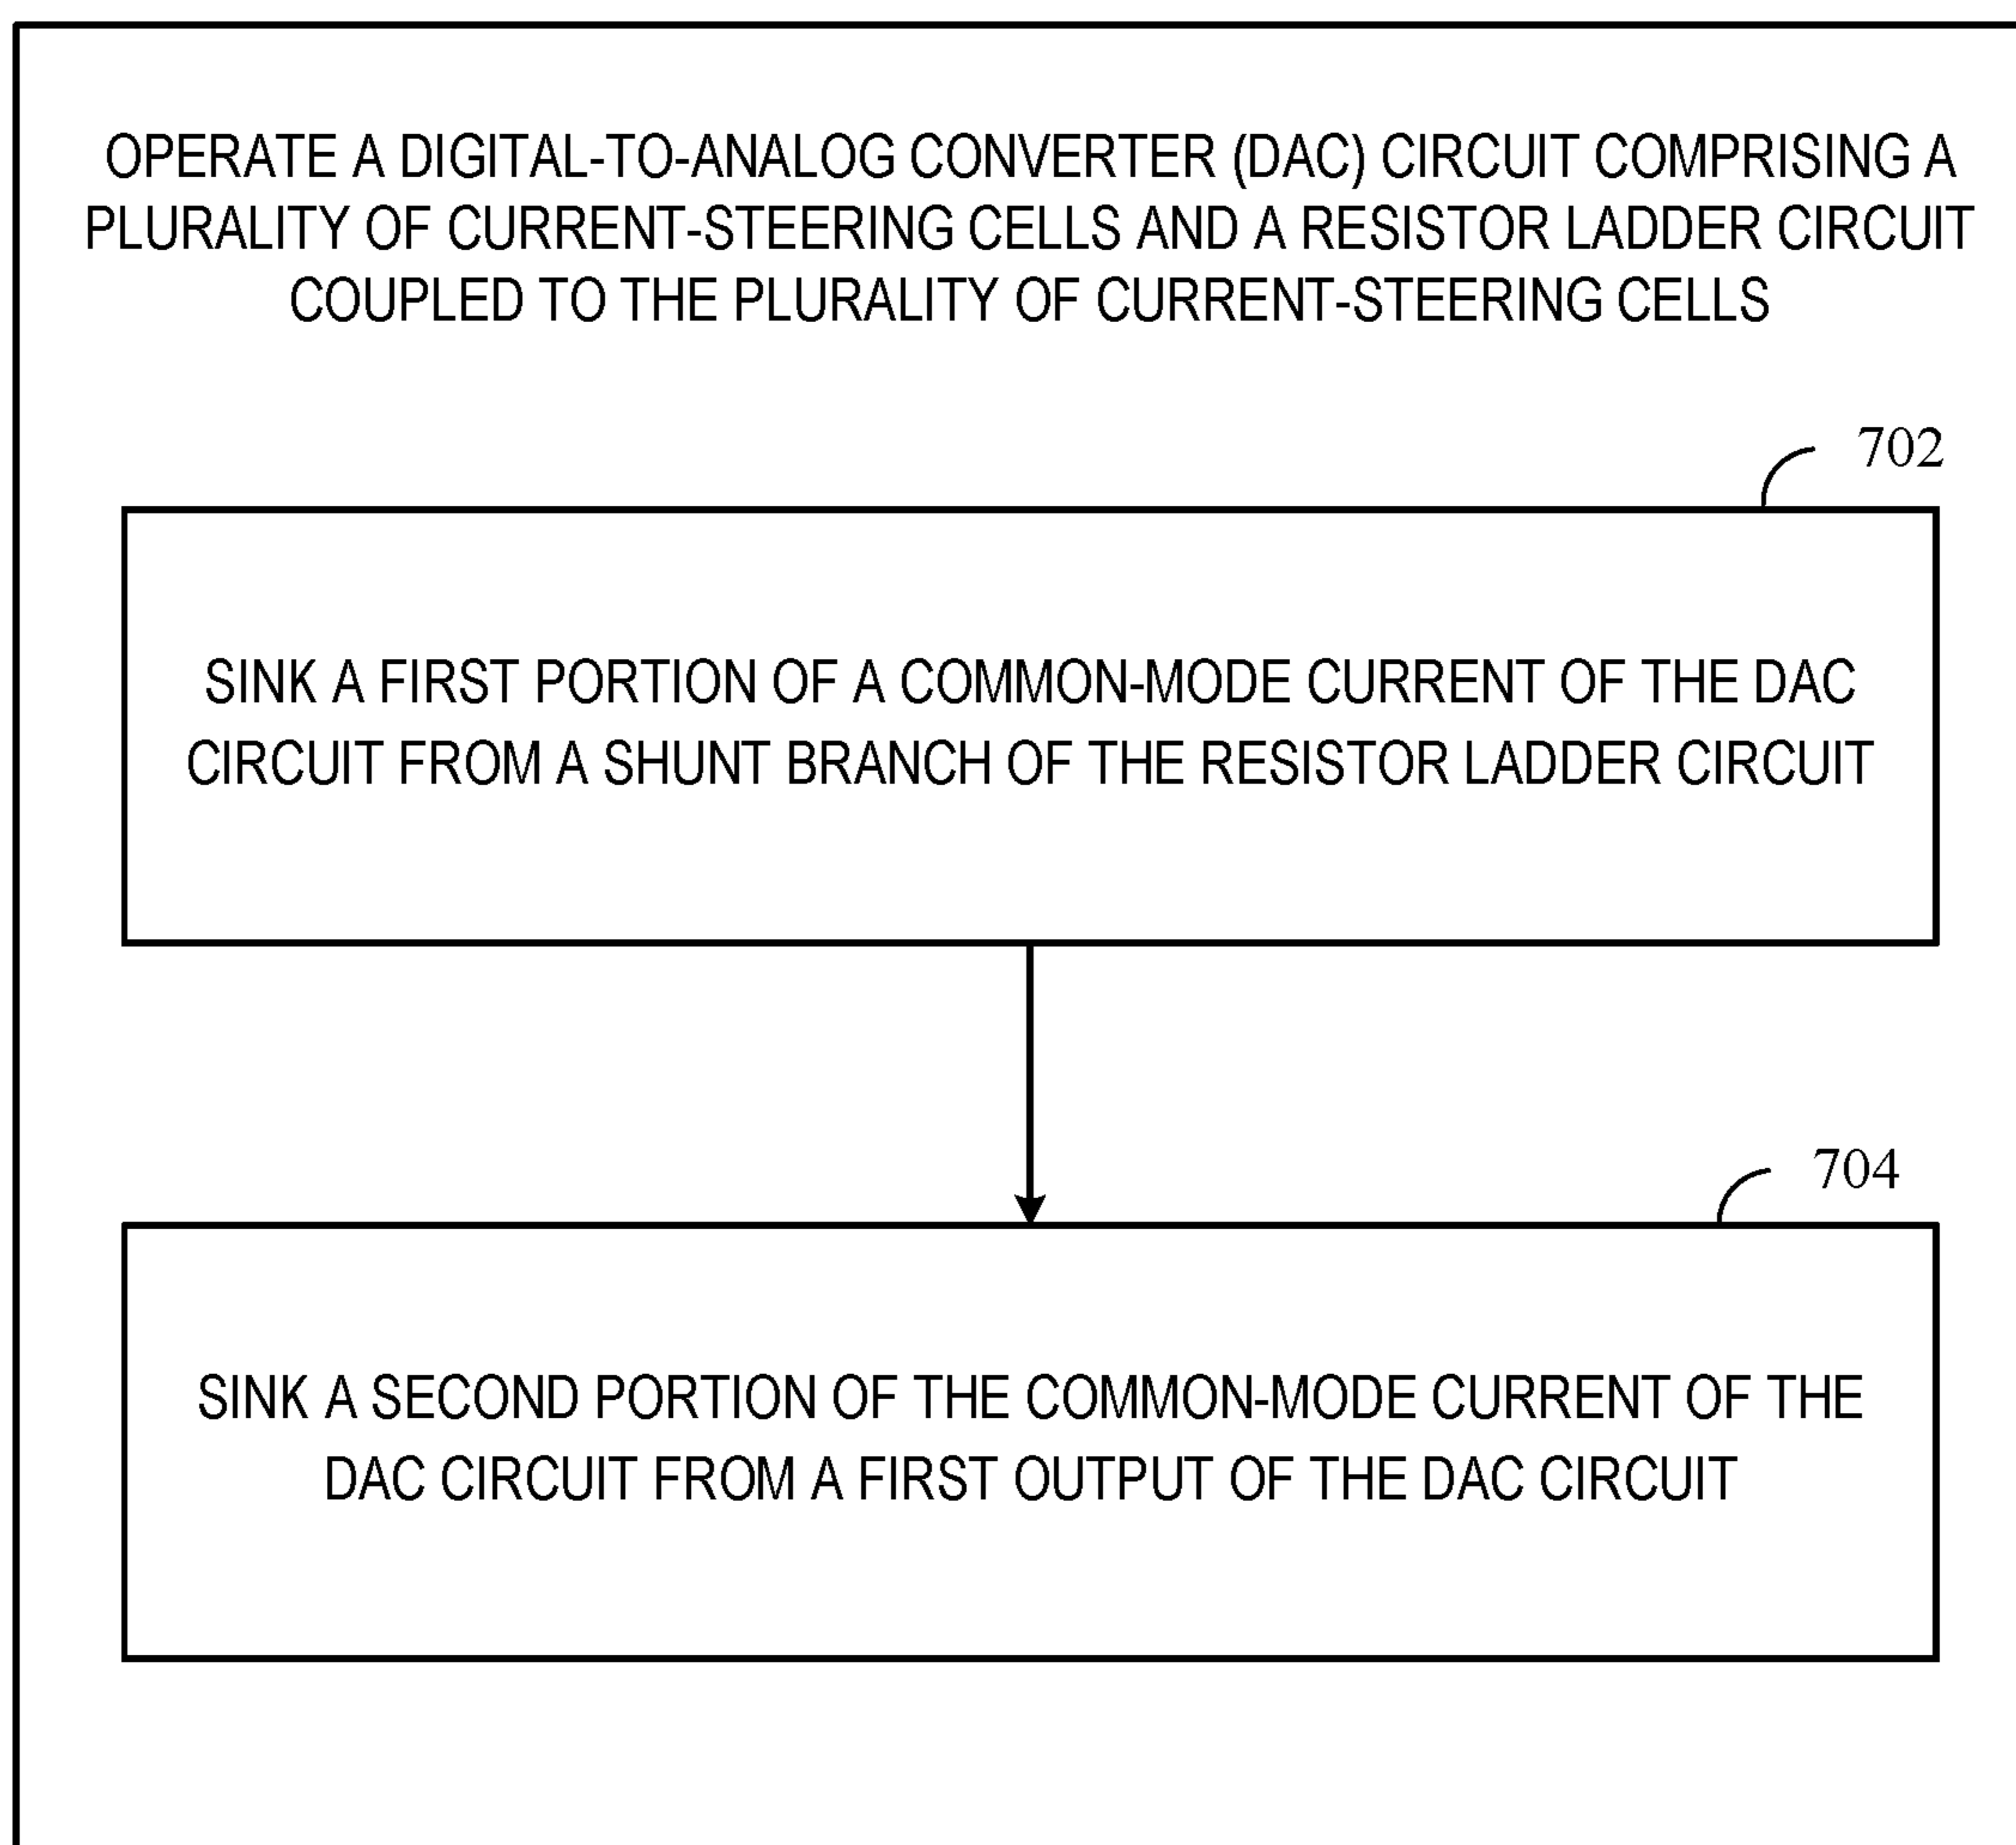 OPERATE A DIGITAL-TO-ANALOG CONVERTER (DAC) CIRCUIT COMPRISING A
PLURALITY OF CURRENT-STEERING CELLS AND A RESISTOR LADDER CIRCUIT
COUPLED TO THE PLURALITY OF CURRENT-STEERING CELLS
702
SINK A FIRST PORTION OF A COMMON-MODE CURRENT OF THE DAC
CIRCUIT FROM A SHUNT BRANCH OF THE RESISTOR LADDER CIRCUIT
704
SINK A SECOND PORTION OF THE COMMON-MODE CURRENT OF THE
DAC CIRCUIT FROM A FIRST OUTPUT OF THE DAC CIRCUIT